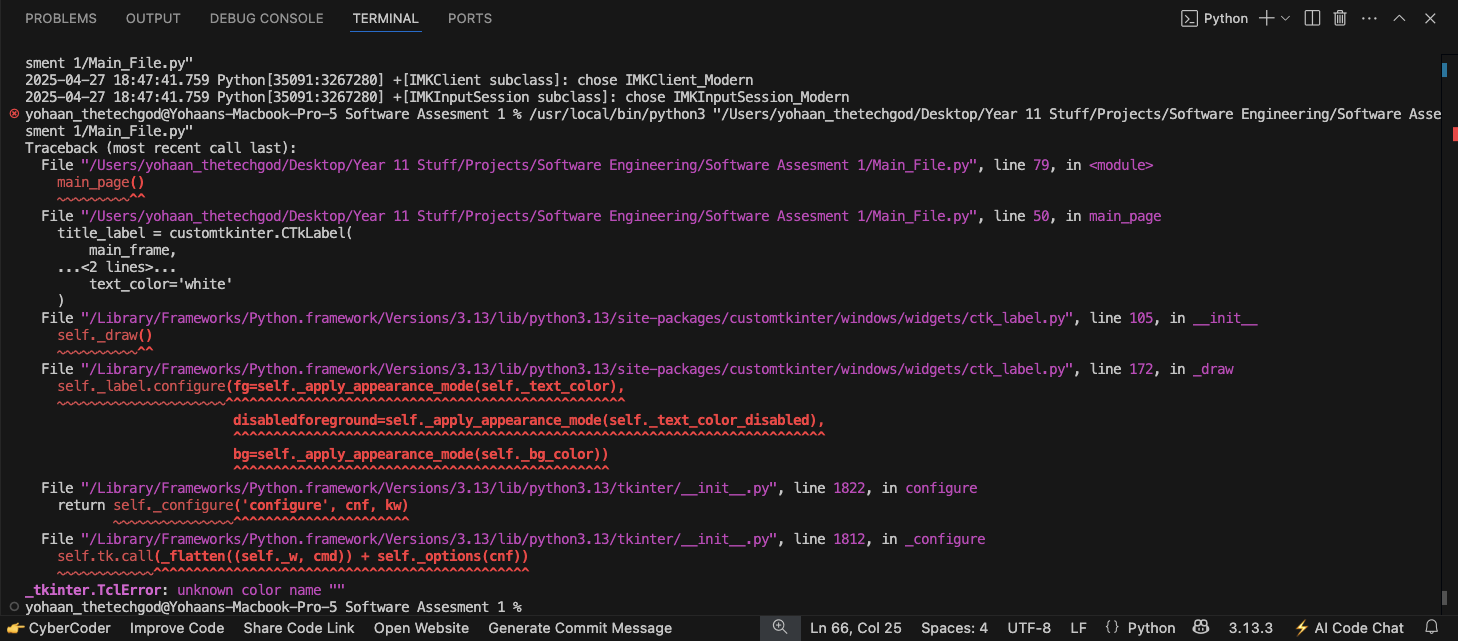 PROBLEMS OUTPUT DEBUG CONSOLE TERMINAL PORTS Python
sment 1/Main_File.py"
2025-04-27 18:47:41.759 Python[35091:3267280] +[IMKClient subclass]: chose IMKClient_Modern
2025-04-27 18:47:41.759 Python[35091:3267280] +[IMKInputSession subclass]: chose IMKInputSession_Modern
yohaan_thetechgod@Yohaans-Macbook-Pro-5 Software Assesment 1 % /usr/local/bin/python3 "/Users/yohaan_thetechgod/Desktop/Year 11 Stuff/Projects/Software Engineering/Software Asse
sment 1/Main_File.py"
Traceback (most recent call last):
  File "/Users/yohaan_thetechgod/Desktop/Year 11 Stuff/Projects/Software Engineering/Software Assesment 1/Main_File.py", line 79, in <module>
    main_page()
    ~~~~~~~~~^^
  File "/Users/yohaan_thetechgod/Desktop/Year 11 Stuff/Projects/Software Engineering/Software Assesment 1/Main_File.py", line 50, in main_page
    title_label = customtkinter.CTkLabel(
        main_frame,
    ...<2 lines>...
        text_color='white'
    )
  File "/Library/Frameworks/Python.framework/Versions/3.13/lib/python3.13/site-packages/customtkinter/windows/widgets/ctk_label.py", line 105, in __init__
    self._draw()
    ~~~~~~~~~~^^
  File "/Library/Frameworks/Python.framework/Versions/3.13/lib/python3.13/site-packages/customtkinter/windows/widgets/ctk_label.py", line 172, in _draw
    self._label.configure(fg=self._apply_appearance_mode(self._text_color),
    ~~~~~~~~~~~~~~~~~~~~~^^^^^^^^^^^^^^^^^^^^^^^^^^^^^^^^^^^^^^^^^^^^^^^^^^
                          disabledforeground=self._apply_appearance_mode(self._text_color_disabled),
                          ^^^^^^^^^^^^^^^^^^^^^^^^^^^^^^^^^^^^^^^^^^^^^^^^^^^^^^^^^^^^^^^^^^^^^^^^^^
                          bg=self._apply_appearance_mode(self._bg_color))
                          ^^^^^^^^^^^^^^^^^^^^^^^^^^^^^^^^^^^^^^^^^^^^^^^
  File "/Library/Frameworks/Python.framework/Versions/3.13/lib/python3.13/tkinter/__init__.py", line 1822, in configure
    return self._configure('configure', cnf, kw)
           ~~~~~~~~~~~~~~~^^^^^^^^^^^^^^^^^^^^^^
  File "/Library/Frameworks/Python.framework/Versions/3.13/lib/python3.13/tkinter/__init__.py", line 1812, in _configure
    self.tk.call(_flatten((self._w, cmd)) + self._options(cnf))
    ~~~~~~~~~~~~^^^^^^^^^^^^^^^^^^^^^^^^^^^^^^^^^^^^^^^^^^^^^^^
_tkinter.TclError: unknown color name ""
yohaan_thetechgod@Yohaans-Macbook-Pro-5 Software Assesment 1 %
CyberCoder Improve Code Share Code Link Open Website Generate Commit Message Ln 66, Col 25 Spaces: 4 UTF-8 LF {} Python 3.13.3 AI Code Chat